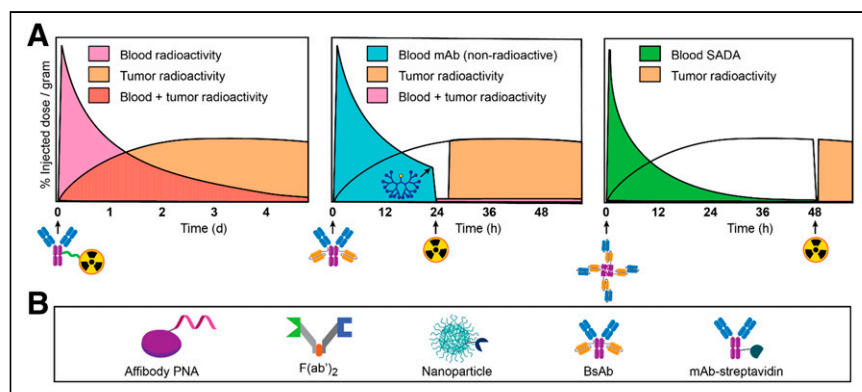 A
% Injected dose / gram
Blood radioactivity
Tumor radioactivity
Blood + tumor radioactivity
0 1 2 3 4
Time (d)
Blood mAb (non-radioactive)
Tumor radioactivity
Blood + tumor radioactivity
0 12 24 36 48
Time (h)
Blood SADA
Tumor radioactivity
0 12 24 36 48
Time (h)
B
Affibody PNA
F(ab')2
Nanoparticle
BsAb
mAb-streptavidin